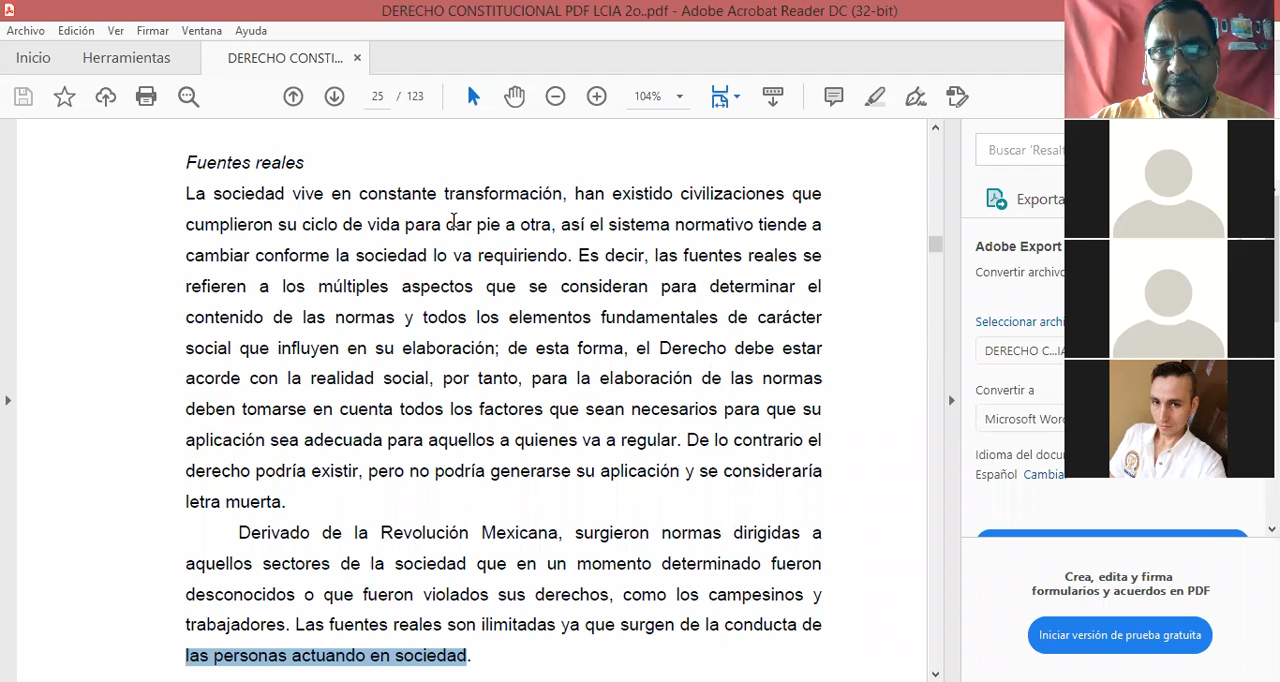 DERECHO CONSTITUCIONAL PDF LCIA 2o..pdf - Adobe Acrobat Reader DC (32-bit)
Archivo Edición Ver Firmar Ventana Ayuda
Inicio Herramientas DERECHO CONSTI... ×
25 / 123 104%
Fuentes reales
La sociedad vive en constante transformación, han existido civilizaciones que
cumplieron su ciclo de vida para dar pie a otra, así el sistema normativo tiende a
cambiar conforme la sociedad lo va requiriendo. Es decir, las fuentes reales se
refieren a los múltiples aspectos que se consideran para determinar el
contenido de las normas y todos los elementos fundamentales de carácter
social que influyen en su elaboración; de esta forma, el Derecho debe estar
acorde con la realidad social, por tanto, para la elaboración de las normas
deben tomarse en cuenta todos los factores que sean necesarios para que su
aplicación sea adecuada para aquellos a quienes va a regular. De lo contrario el
derecho podría existir, pero no podría generarse su aplicación y se consideraría
letra muerta.
Derivado de la Revolución Mexicana, surgieron normas dirigidas a
aquellos sectores de la sociedad que en un momento determinado fueron
desconocidos o que fueron violados sus derechos, como los campesinos y
trabajadores. Las fuentes reales son ilimitadas ya que surgen de la conducta de
las personas actuando en sociedad.
Buscar 'Resalt
Exporta
Adobe Export
Convertir archivo
Seleccionar archi
DERECHO C...IA
Convertir a
Microsoft Word
Idioma del docu
Español Cambia
Crea, edita y firma
formularios y acuerdos en PDF
Iniciar versión de prueba gratuita